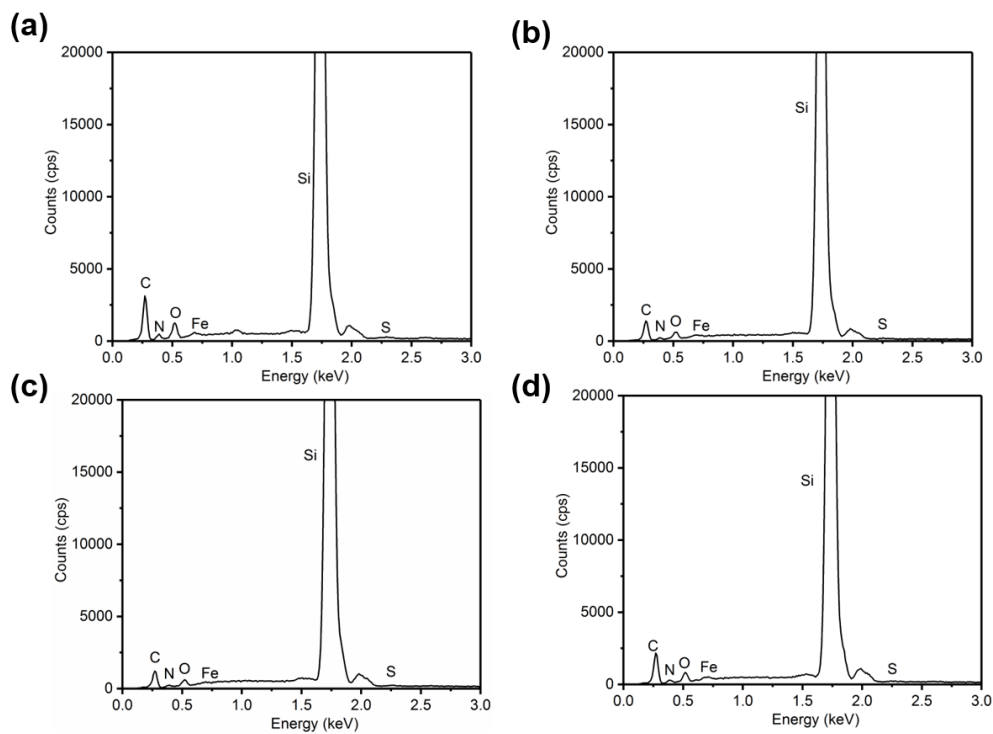 (a)
20000
15000
10000
5000
0
Counts (cps)
C
N
O
Fe
Si
S
0.0 0.5 1.0 1.5 2.0 2.5 3.0
Energy (keV)
(b)
20000
15000
10000
5000
0
Counts (cps)
C
N
O
Fe
Si
S
0.0 0.5 1.0 1.5 2.0 2.5 3.0
Energy (keV)
(c)
20000
15000
10000
5000
0
Counts (cps)
C
N
O
Fe
Si
S
0.0 0.5 1.0 1.5 2.0 2.5 3.0
Energy (keV)
(d)
20000
15000
10000
5000
0
Counts (cps)
C
N
O
Fe
Si
S
0.0 0.5 1.0 1.5 2.0 2.5 3.0
Energy (keV)